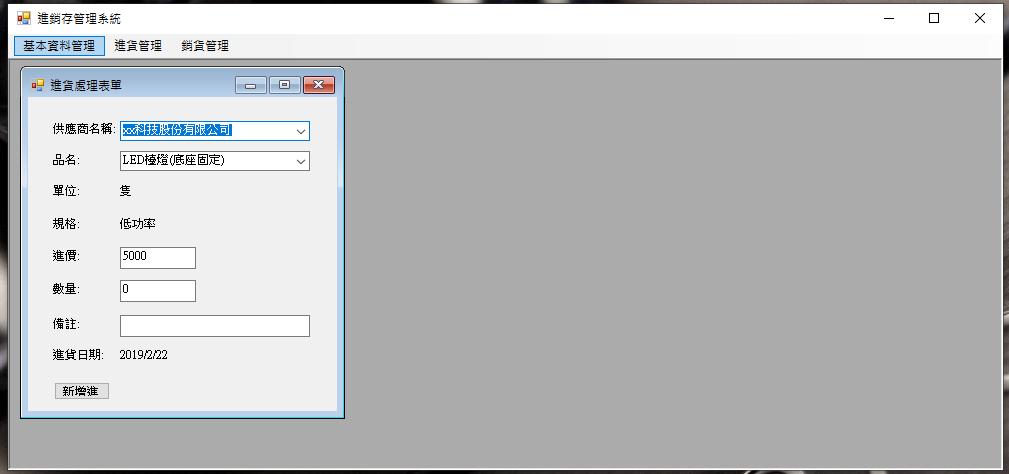 進銷存管理系統
基本資料管理 進貨管理 銷貨管理
進貨處理表單
供應商名稱: xx科技股份有限公司
品名: LED檯燈(底座固定)
單位: 隻
規格: 低功率
進價: 5000
數量: 0
備註:
進貨日期: 2019/2/22
新增進